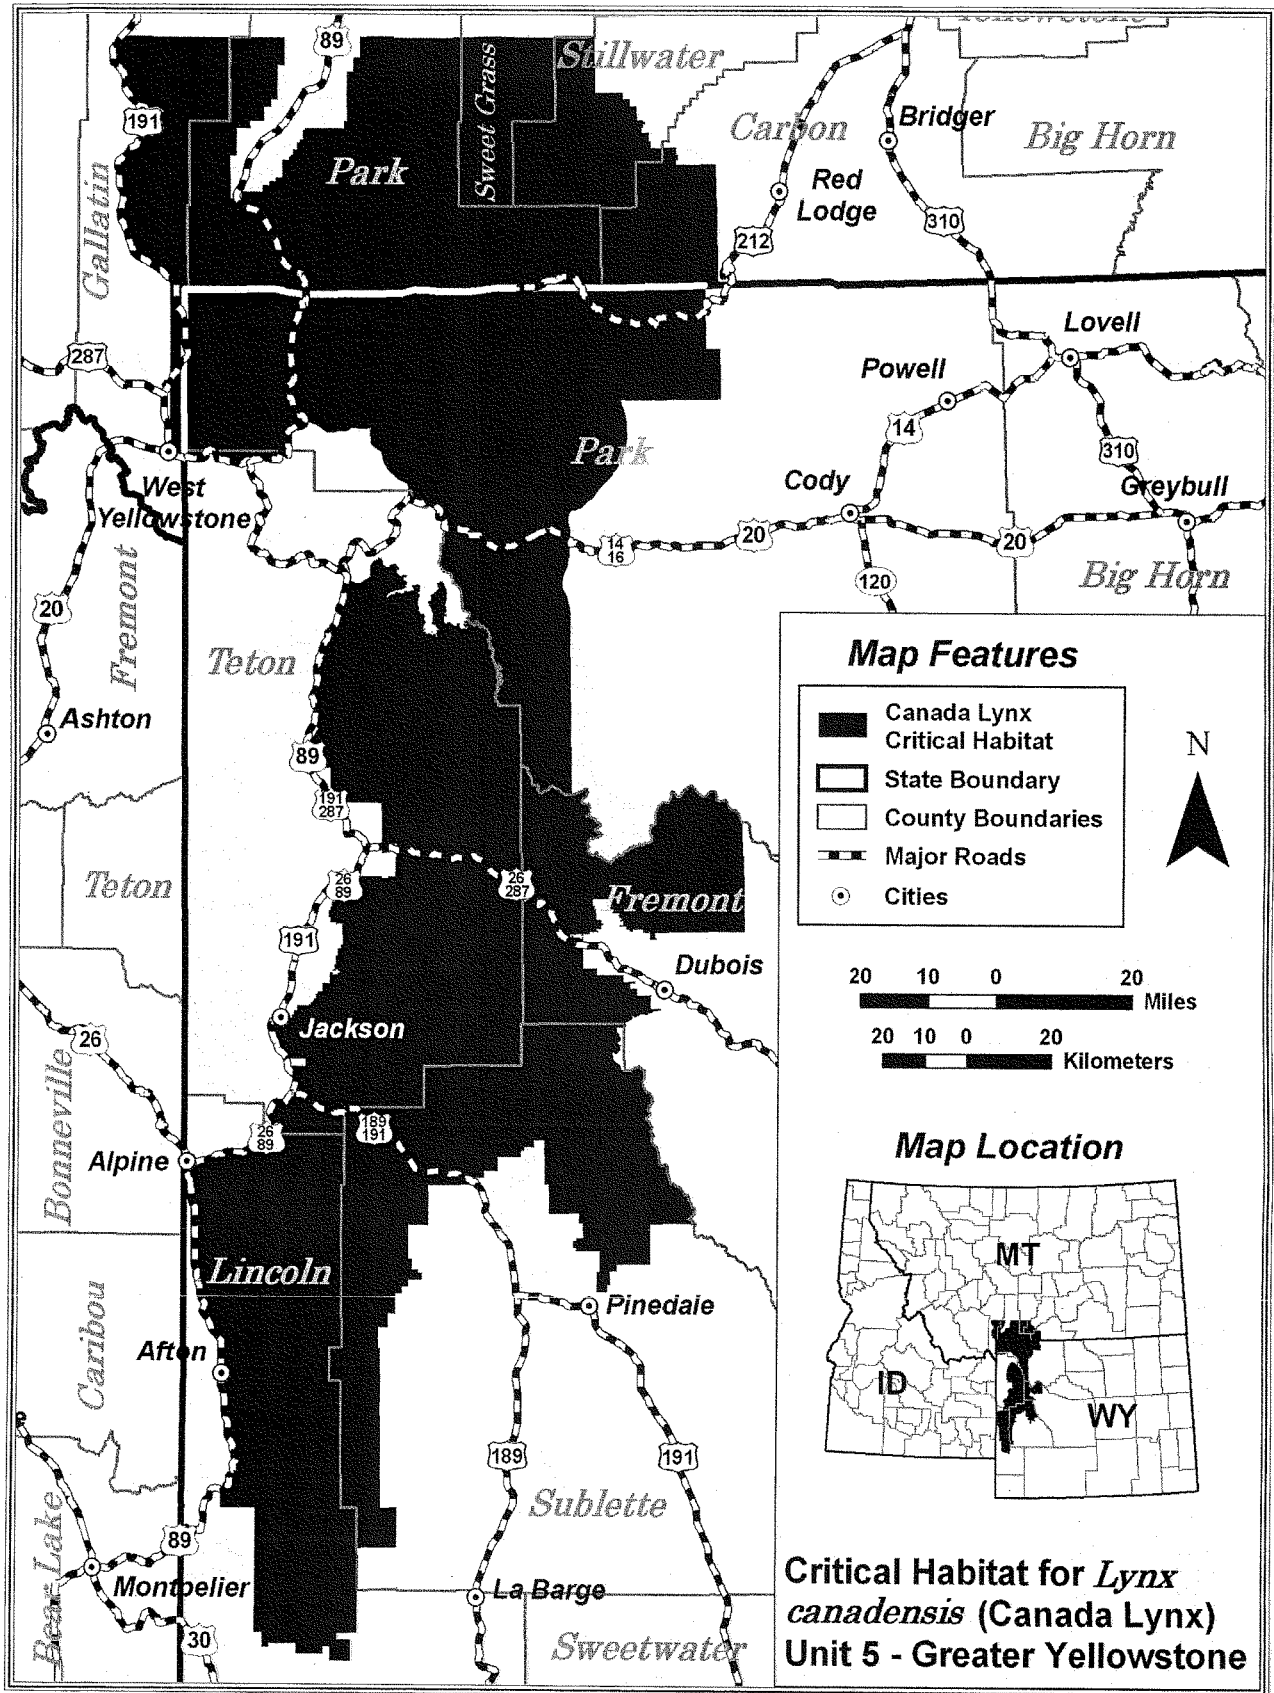 Yellowstone
89
Stillwater
Sweet Grass
191
Carbon
Bridger
Big Horn
Park
Red
Lodge
Gallatin
212
310
Lovell
287
Powell
14
Park
310
Cody
Greybull
West
Yellowstone
14
16
20
20
120
Big Horn
20
Fremont
Teton
Ashton
89
191
287
Teton
26
89
26
287
Fremont
191
Dubois
Jackson
26
Bonneville
26
89
189
191
Alpine
Lincoln
Pinedale
Caribou
Afton
189
191
Sublette
Bear Lake
89
Montpelier
La Barge
30
Sweetwater
Map Features
Canada Lynx
Critical Habitat
State Boundary
County Boundaries
Major Roads
Cities
N
20 10 0 20
Miles
20 10 0 20
Kilometers
Map Location
MT
ID
WY
Critical Habitat for Lynx
canadensis (Canada Lynx)
Unit 5 - Greater Yellowstone